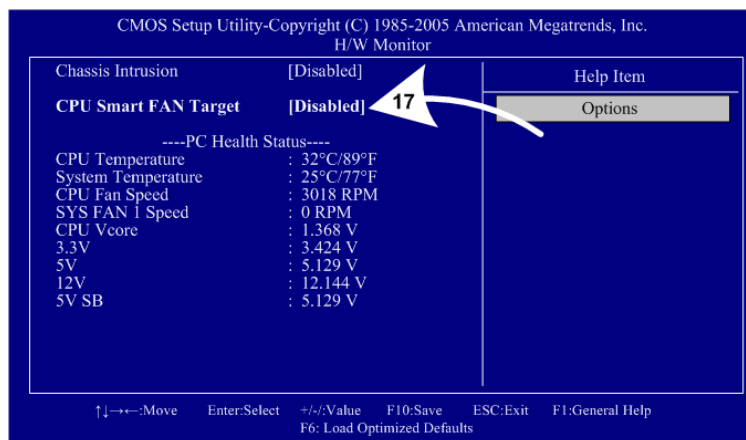 CMOS Setup Utility-Copyright (C) 1985-2005 American Megatrends, Inc.
H/W Monitor
Chassis Intrusion [Disabled]
Help Item
CPU Smart FAN Target [Disabled]
17
Options
----PC Health Status----
CPU Temperature : 32°C/89°F
System Temperature : 25°C/77°F
CPU Fan Speed : 3018 RPM
SYS FAN 1 Speed : 0 RPM
CPU Vcore : 1.368 V
3.3V : 3.424 V
5V : 5.129 V
12V : 12.144 V
5V SB : 5.129 V
↑↓→←:Move Enter:Select +/-/:Value F10:Save ESC:Exit F1:General Help
F6: Load Optimized Defaults